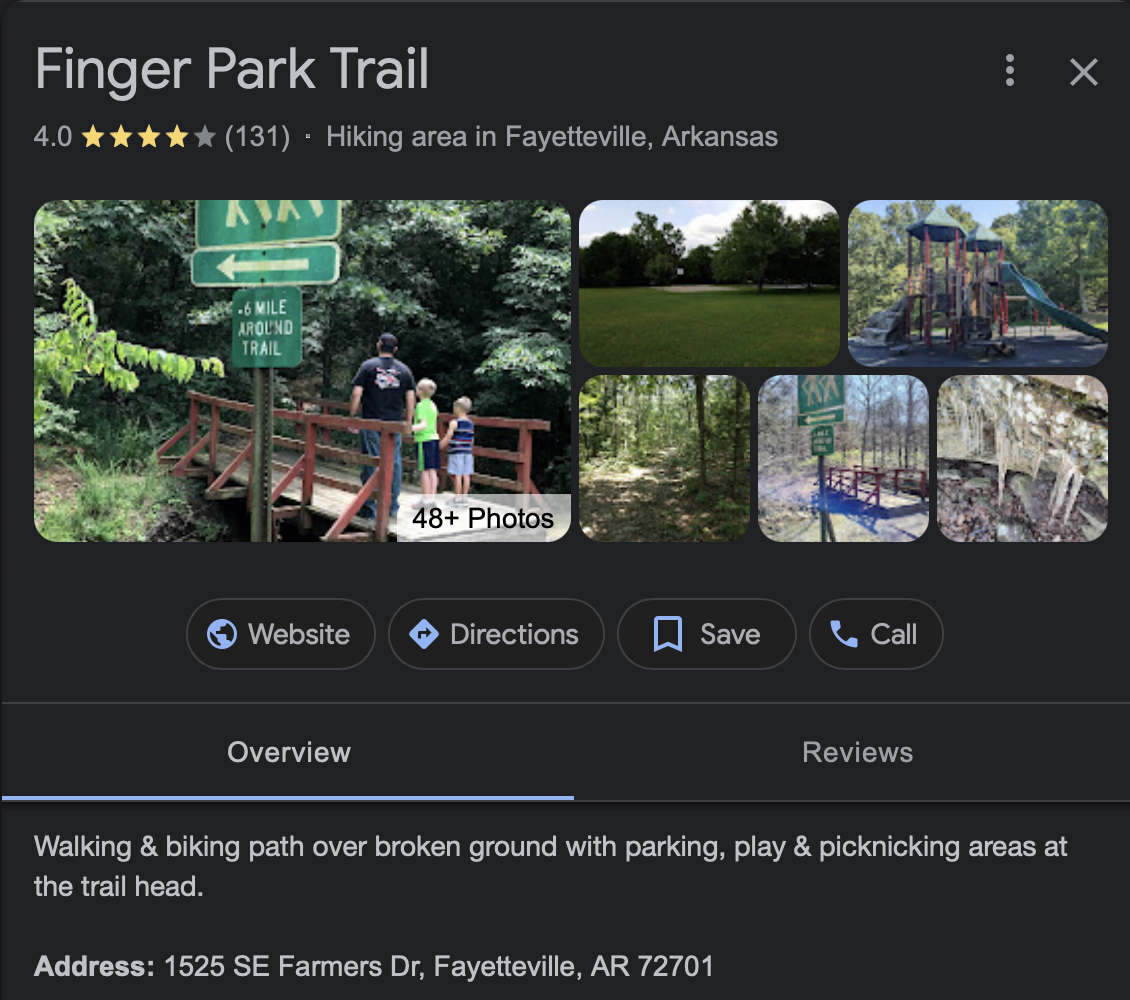 Finger Park Trail
4.0 (131) · Hiking area in Fayetteville, Arkansas
.6 MILE
AROUND
TRAIL
48+ Photos
Website
Directions
Save
Call
Overview
Reviews
Walking & biking path over broken ground with parking, play & picknicking areas at
the trail head.
Address: 1525 SE Farmers Dr, Fayetteville, AR 72701